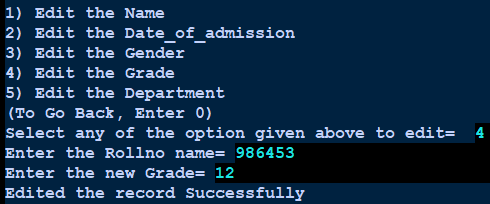 1) Edit the Name
2) Edit the Date_of_admission
3) Edit the Gender
4) Edit the Grade
5) Edit the Department
(To Go Back, Enter 0)
Select any of the option given above to edit=  4
Enter the Rollno name= 986453
Enter the new Grade= 12
Edited the record Successfully